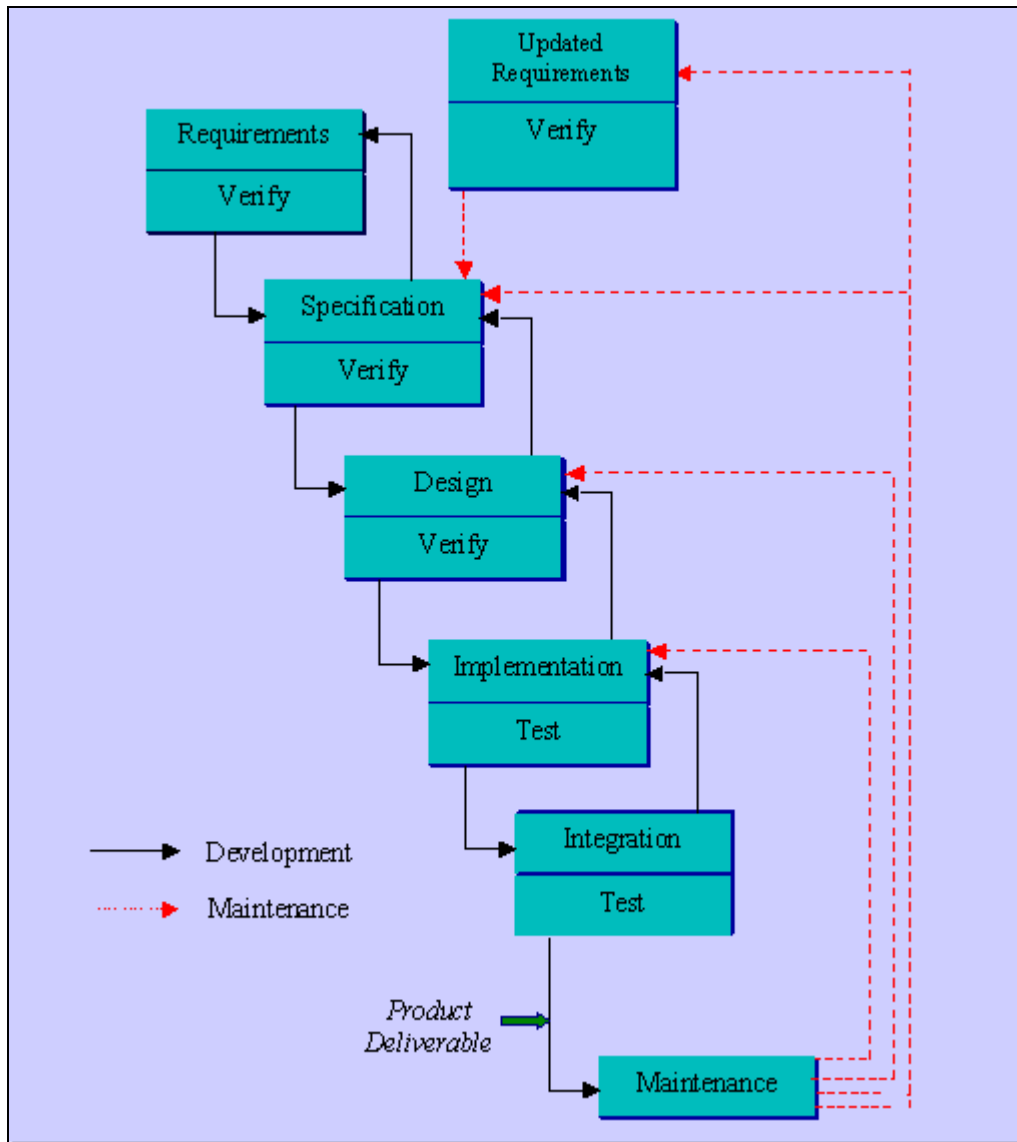 Updated
Requirements
Verify
Requirements
Verify
Specification
Verify
Design
Verify
Implementation
Test
Integration
Test
Development
Maintenance
Product
Deliverable
Maintenance